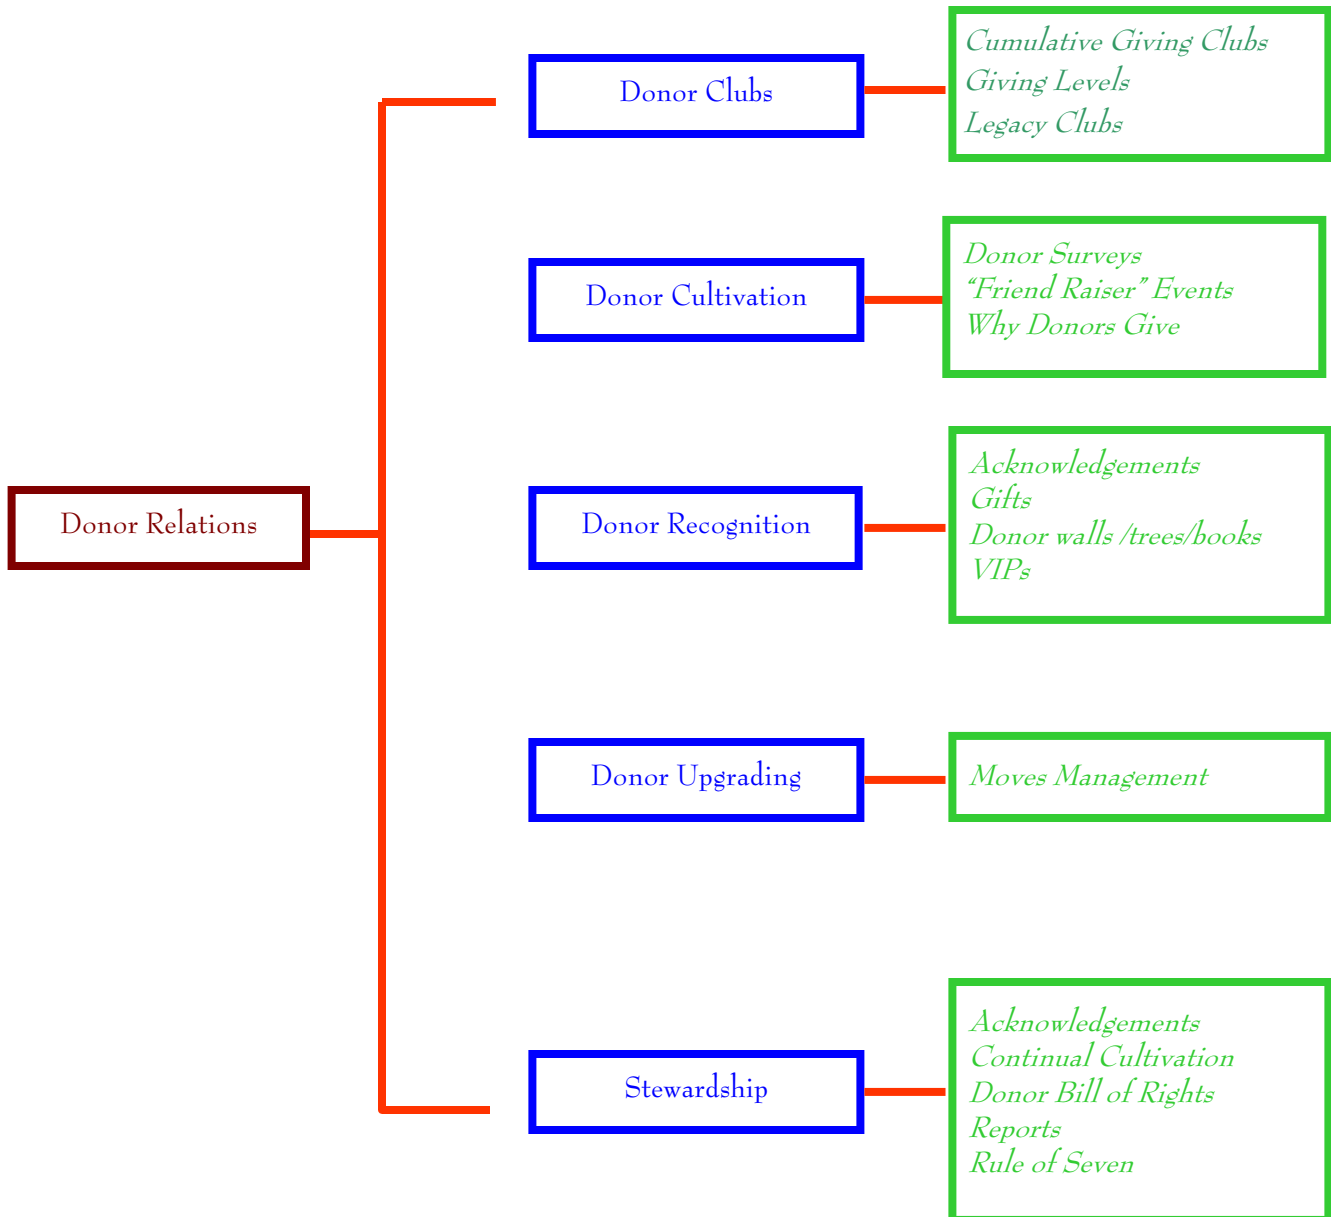 Donor Relations
Donor Clubs
Cumulative Giving Clubs
Giving Levels
Legacy Clubs
Donor Cultivation
Donor Surveys
“Friend Raiser” Events
Why Donors Give
Donor Recognition
Acknowledgements
Gifts
Donor walls /trees/books
VIPs
Donor Upgrading
Moves Management
Stewardship
Acknowledgements
Continual Cultivation
Donor Bill of Rights
Reports
Rule of Seven